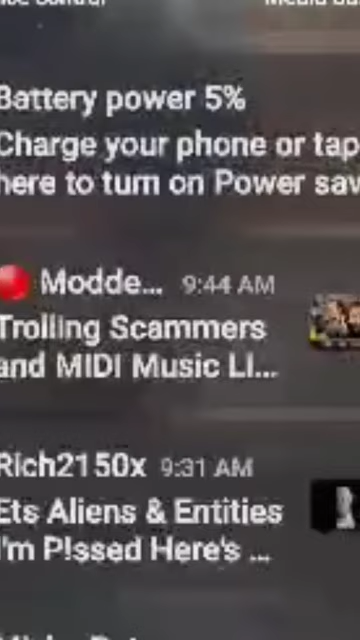 Battery power 5%
Charge your phone or tap
here to turn on Power sav
Modde... 9:44 AM
Trolling Scammers
and MIDI Music LI...
Rich2150x 9:31 AM
Ets Aliens & Entities
I'm P!ssed Here's ...